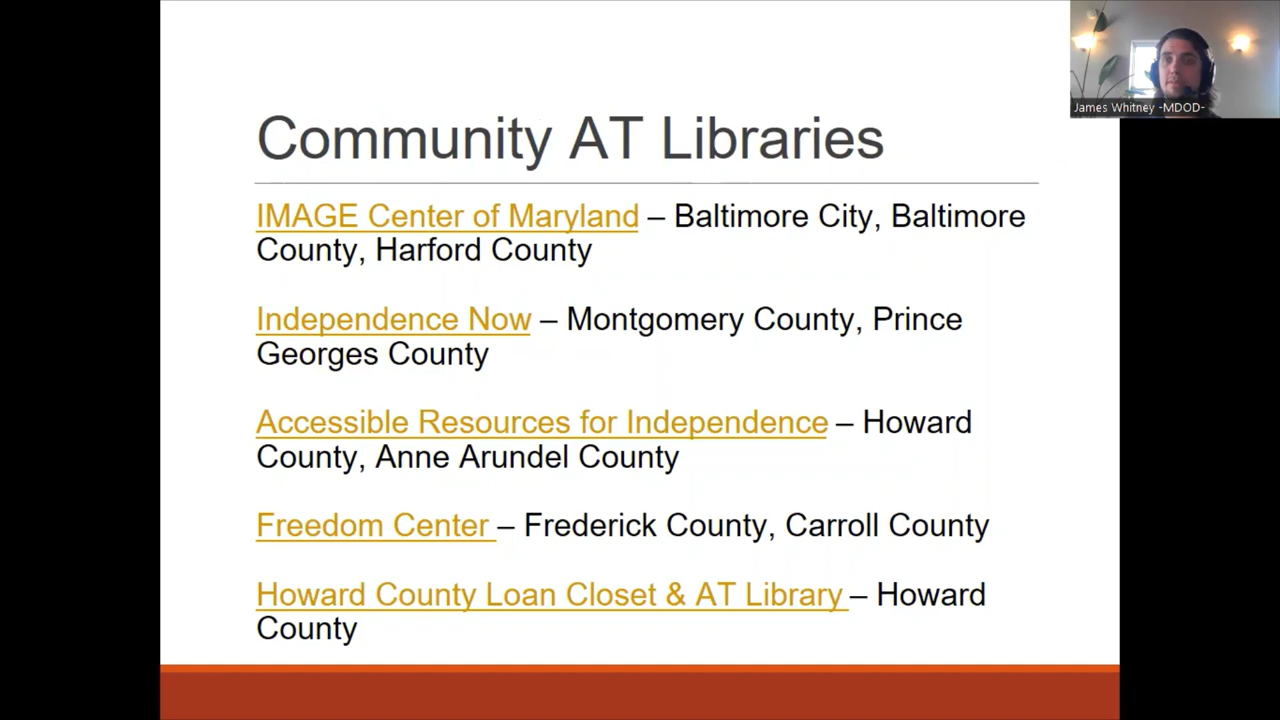 James Whitney -MDOD-
Community AT Libraries
IMAGE Center of Maryland – Baltimore City, Baltimore
County, Harford County
Independence Now – Montgomery County, Prince
Georges County
Accessible Resources for Independence – Howard
County, Anne Arundel County
Freedom Center – Frederick County, Carroll County
Howard County Loan Closet & AT Library – Howard
County